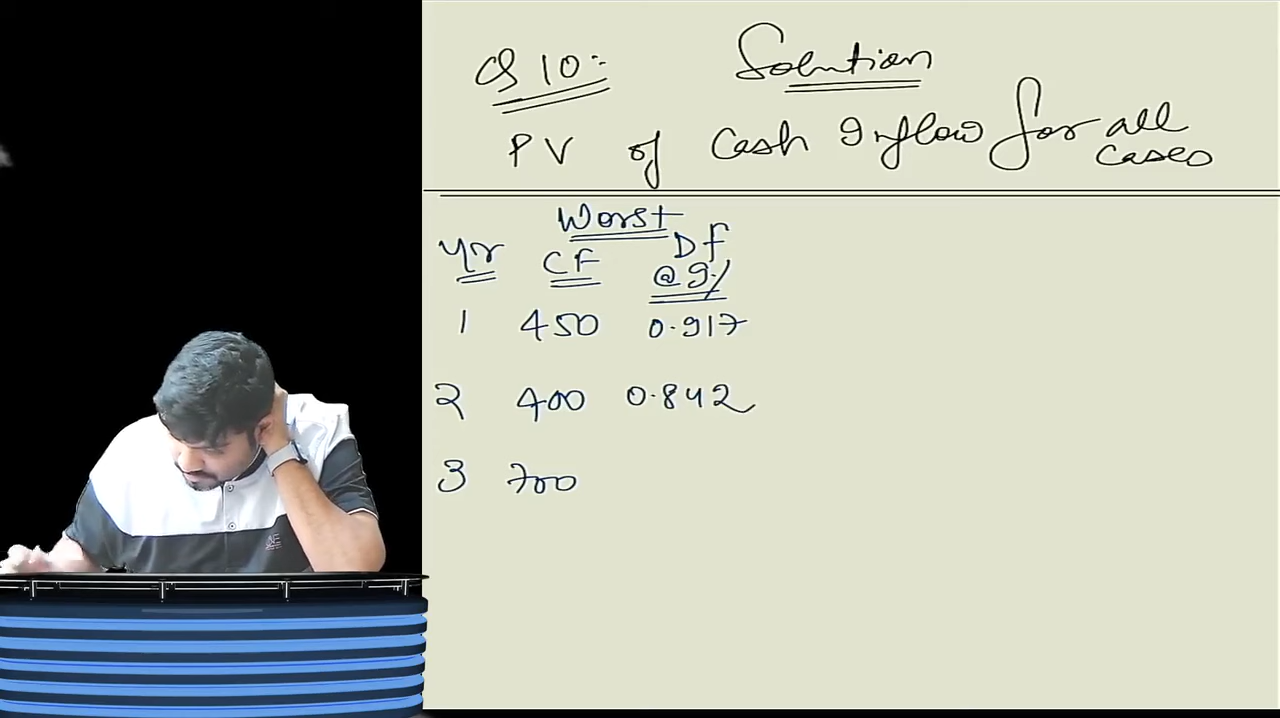 Q 10:- Solution
PV of Cash Inflow for all cases
Worst
Yr CF Df @9%
1 450 0.917
2 400 0.842
3 700